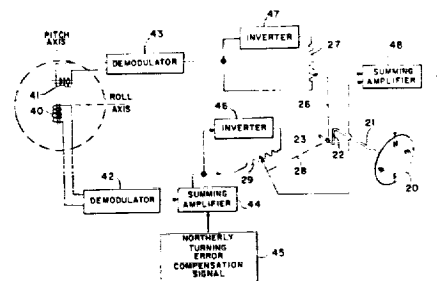 PITCH
AXIS
43
DEMODULATOR
41
40
ROLL
AXIS
47
INVERTER
27
48
SUMMING
AMPLIFIER
26
46
INVERTER
23
22
21
20
29
28
42
DEMODULATOR
SUMMING
AMPLIFIER
44
NORTHERLY
TURNING
ERROR
COMPENSATION
SIGNAL
45